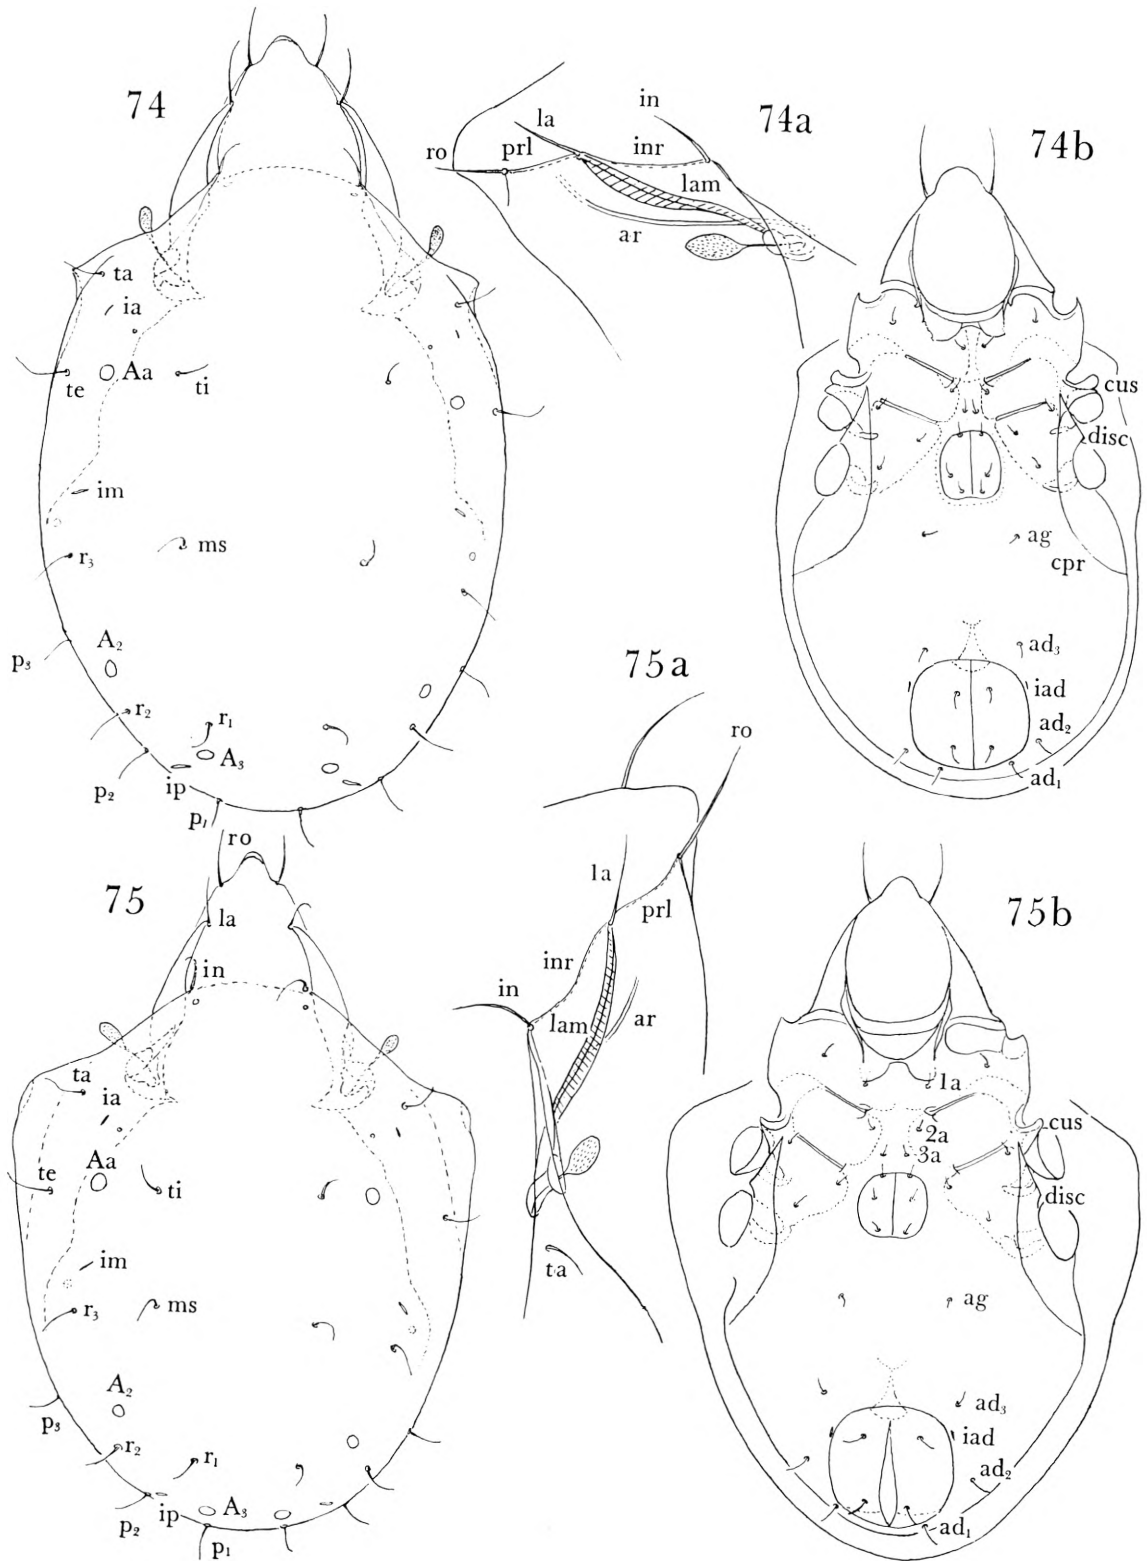 74
ta
ia
te
Aa
ti
im
r₃
ms
A₂
p₃
r₂
r₁
A₃
p₂
ip
p₁
74a
in
la
inr
ro
prl
lam
ar
74b
cus
disc
ag
cpr
ad₃
iad
ad₂
ad₁
75
ro
la
in
ta
ia
Aa
te
ti
im
r₃
ms
A₂
p₃
r₂
r₁
A₃
p₂
ip
p₁
75a
ro
la
prl
inr
in
lam
ar
ta
75b
1a
2a
3a
cus
disc
ag
ad₃
iad
ad₂
ad₁